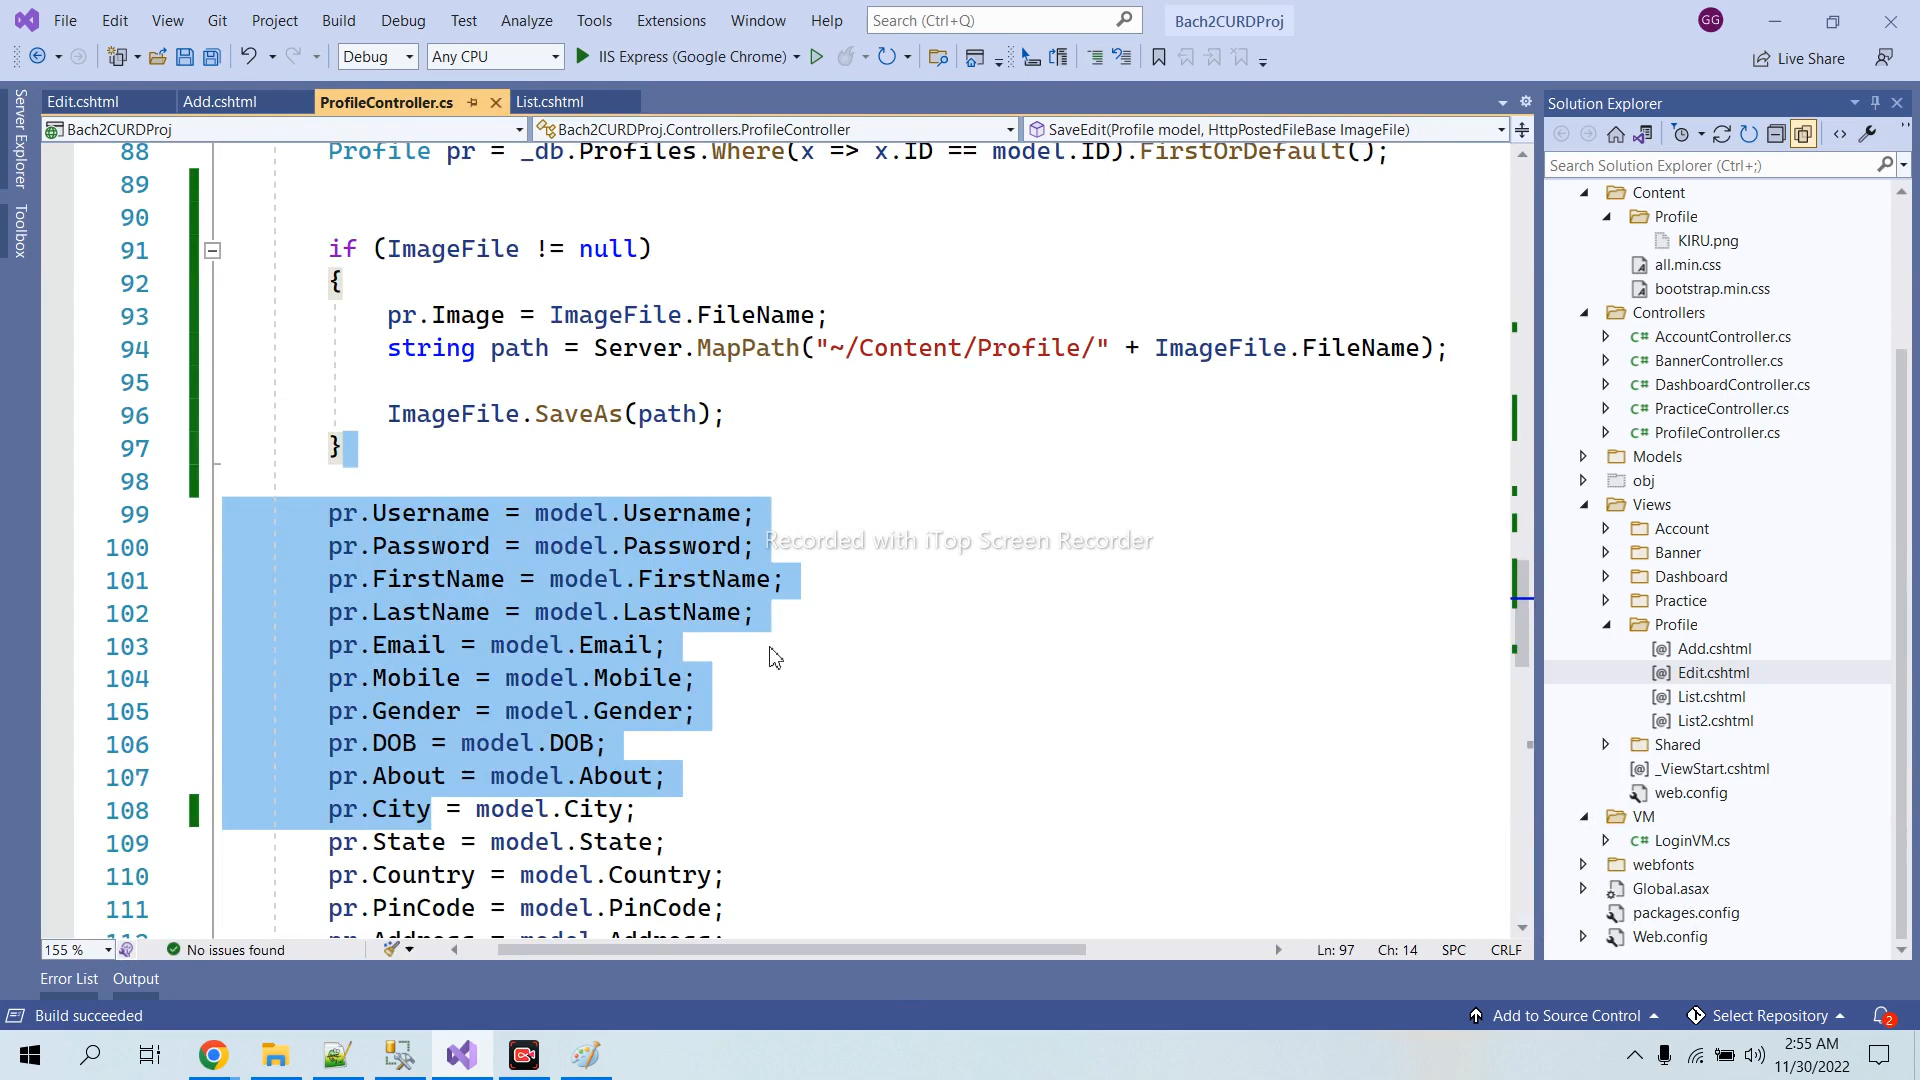 File Edit View Git Project Build Debug Test Analyze Tools Extensions Window Help Search (Ctrl+Q) Bach2CURDProj GG
Debug Any CPU IIS Express (Google Chrome) Live Share
Server Explorer
Toolbox
Edit.cshtml Add.cshtml ProfileController.cs List.cshtml
Bach2CURDProj Bach2CURDProj.Controllers.ProfileController SaveEdit(Profile model, HttpPostedFileBase ImageFile)
88 Profile pr = _db.Profiles.Where(x => x.ID == model.ID).FirstOrDefault();
89
90
91 if (ImageFile != null)
92 {
93 pr.Image = ImageFile.FileName;
94 string path = Server.MapPath("~/Content/Profile/" + ImageFile.FileName);
95
96 ImageFile.SaveAs(path);
97 }
98
99 pr.Username = model.Username;
100 pr.Password = model.Password;
101 pr.FirstName = model.FirstName;
102 pr.LastName = model.LastName;
103 pr.Email = model.Email;
104 pr.Mobile = model.Mobile;
105 pr.Gender = model.Gender;
106 pr.DOB = model.DOB;
107 pr.About = model.About;
108 pr.City = model.City;
109 pr.State = model.State;
110 pr.Country = model.Country;
111 pr.PinCode = model.PinCode;
112 pr.Address = model.Address;
Recorded with iTop Screen Recorder
155 % No issues found Ln: 97 Ch: 14 SPC CRLF
Error List Output
Solution Explorer
Search Solution Explorer (Ctrl+;)
Content
Profile
KIRU.png
all.min.css
bootstrap.min.css
Controllers
C# AccountController.cs
C# BannerController.cs
C# DashboardController.cs
C# PracticeController.cs
C# ProfileController.cs
Models
obj
Views
Account
Banner
Dashboard
Practice
Profile
[@] Add.cshtml
[@] Edit.cshtml
[@] List.cshtml
[@] List2.cshtml
Shared
[@] _ViewStart.cshtml
web.config
VM
C# LoginVM.cs
webfonts
Global.asax
packages.config
Web.config
Build succeeded Add to Source Control Select Repository 2
2:55 AM
11/30/2022